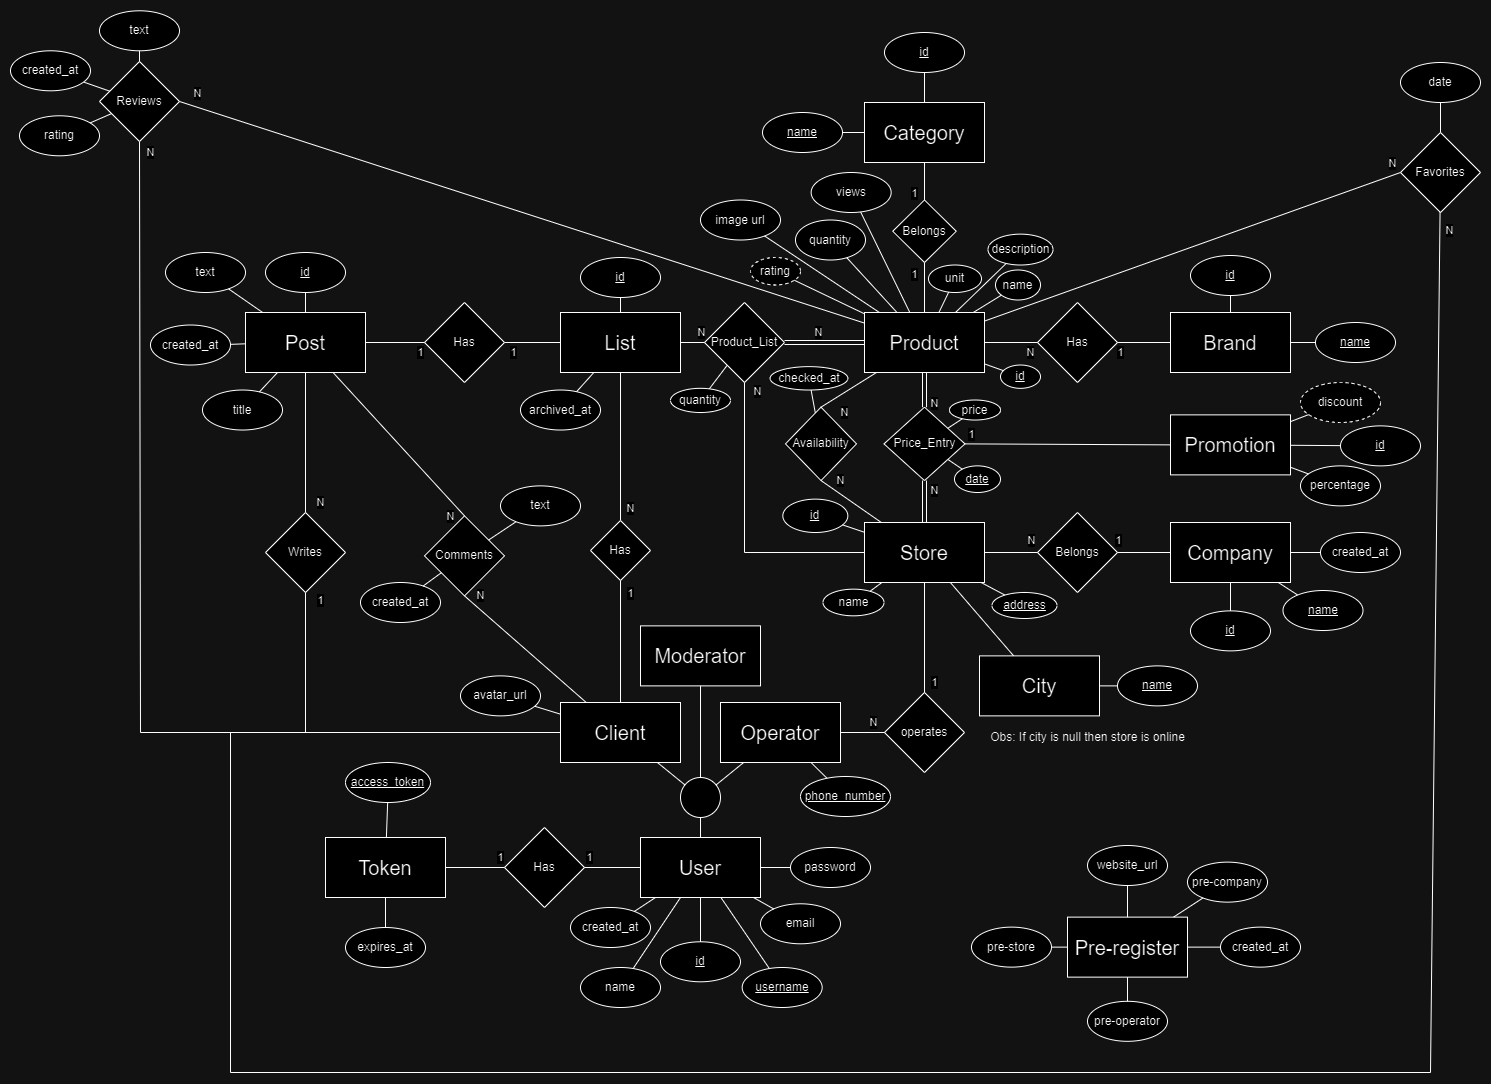 text
created_at
Reviews
N
rating
N
id
name
Category
1
Belongs
1
date
N
Favorites
N
views
image url
quantity
rating
description
unit
name
text
id
created_at
Post
title
1
Has
1
id
List
archived_at
N
Product_List
N
quantity
N
Product
id
N
Has
1
id
Brand
name
checked_at
N
Availability
N
N
price
Price_Entry
1
date
N
Promotion
discount
id
percentage
N
Writes
1
N
text
Comments
created_at
N
N
Has
1
id
Store
name
address
N
Belongs
1
Company
created_at
name
id
Moderator
City
name
Obs: If city is null then store is online
avatar_url
Client
Operator
phone_number
N
operates
1
access_token
Token
expires_at
1
Has
1
User
password
email
created_at
name
id
username
website_url
pre-company
pre-store
Pre-register
created_at
pre-operator